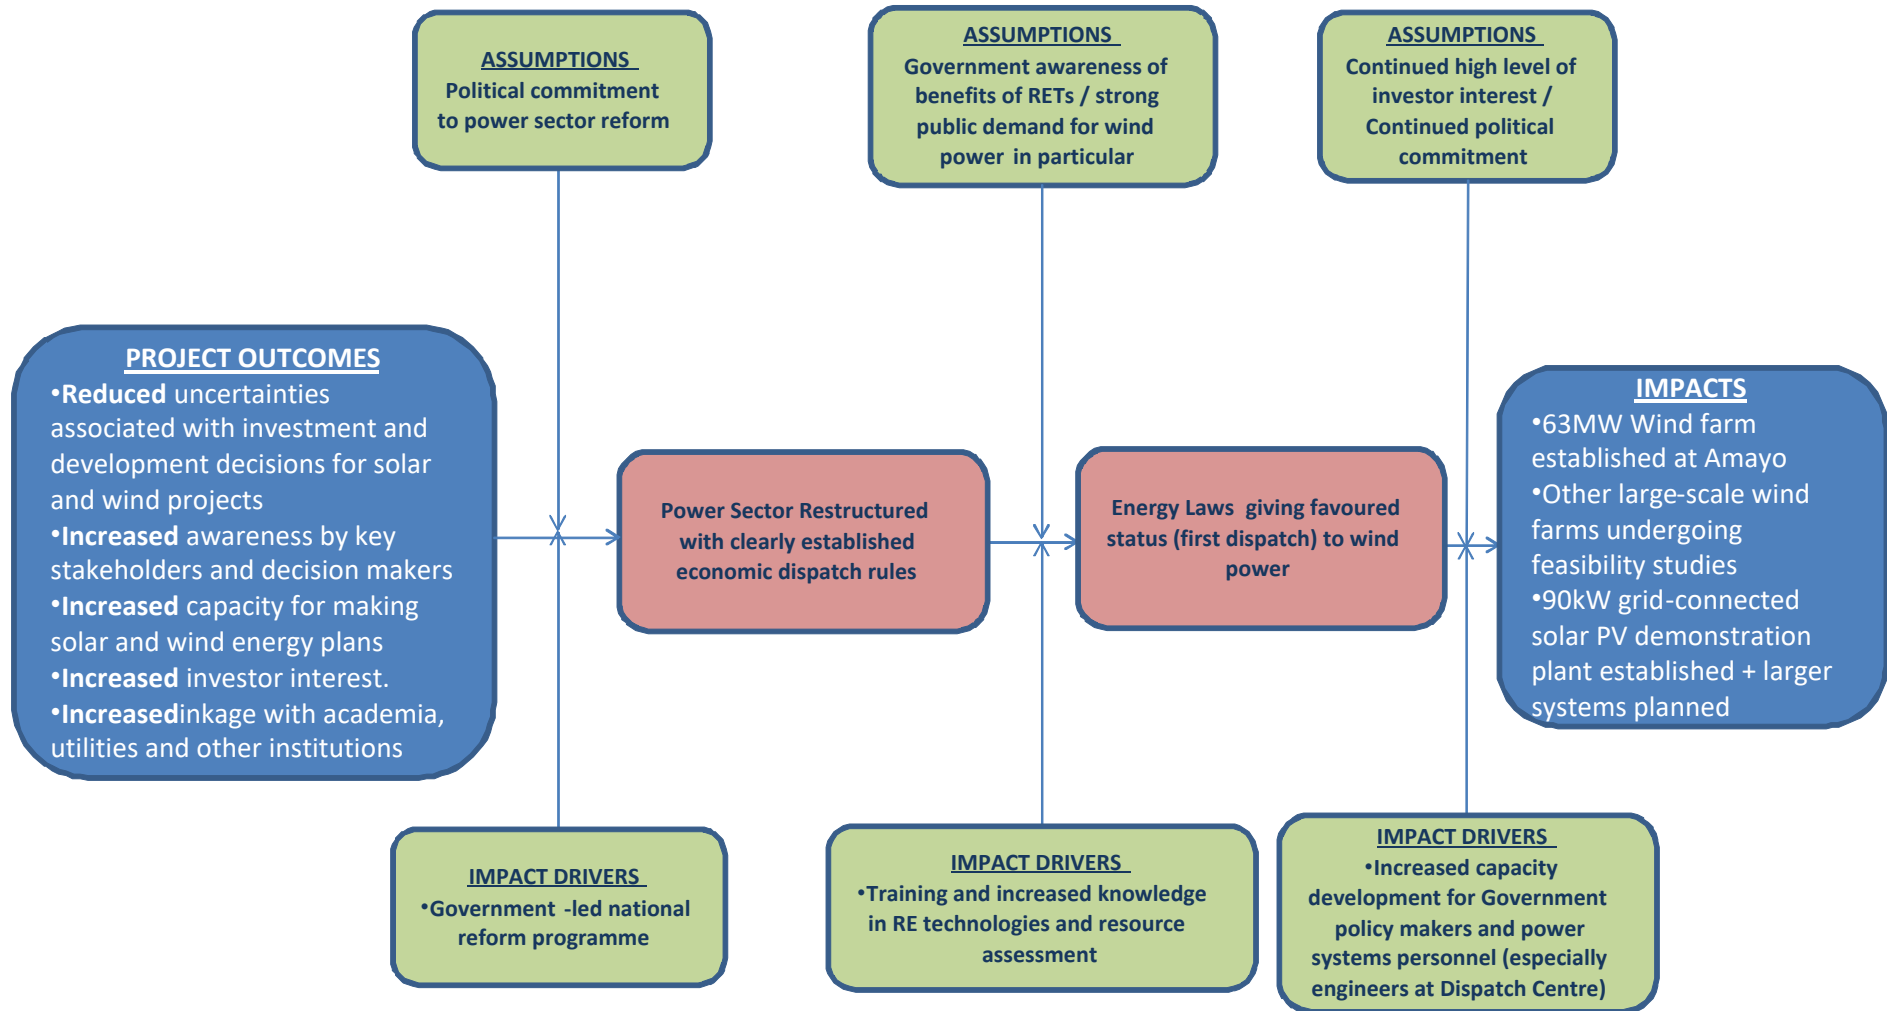 ASSUMPTIONS
Political commitment
to power sector reform
ASSUMPTIONS
Government awareness of
benefits of RETs / strong
public demand for wind
power in particular
ASSUMPTIONS
Continued high level of
investor interest /
Continued political
commitment
PROJECT OUTCOMES
•Reduced uncertainties
associated with investment and
development decisions for solar
and wind projects
•Increased awareness by key
stakeholders and decision makers
•Increased capacity for making
solar and wind energy plans
•Increased investor interest.
•Increasedinkage with academia,
utilities and other institutions
Power Sector Restructured
with clearly established
economic dispatch rules
Energy Laws giving favoured
status (first dispatch) to wind
power
IMPACTS
•63MW Wind farm
established at Amayo
•Other large-scale wind
farms undergoing
feasibility studies
•90kW grid-connected
solar PV demonstration
plant established + larger
systems planned
IMPACT DRIVERS
•Government -led national
reform programme
IMPACT DRIVERS
•Training and increased knowledge
in RE technologies and resource
assessment
IMPACT DRIVERS
•Increased capacity
development for Government
policy makers and power
systems personnel (especially
engineers at Dispatch Centre)